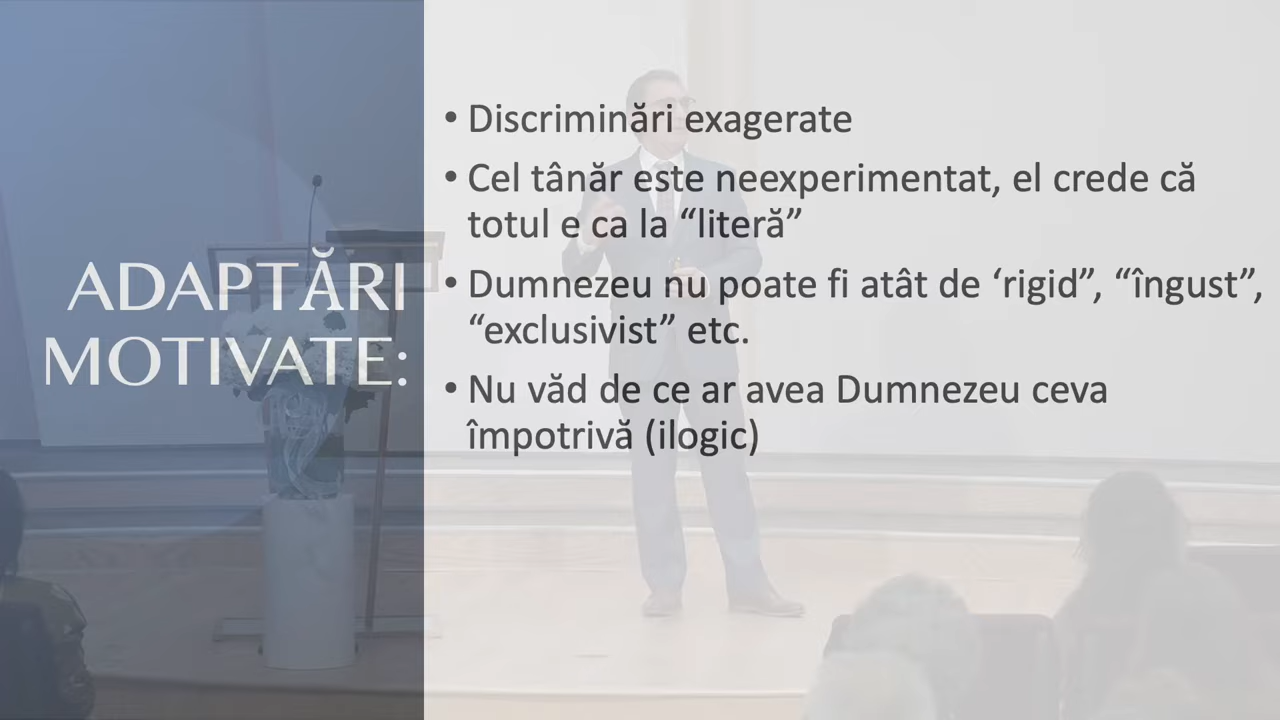 ADAPTĂRI
MOTIVATE:
• Discriminări exagerate
• Cel tânăr este neexperimentat, el crede că
totul e ca la “literă”
• Dumnezeu nu poate fi atât de ‘rigid”, “îngust”,
“exclusivist” etc.
• Nu văd de ce ar avea Dumnezeu ceva
împotrivă (ilogic)